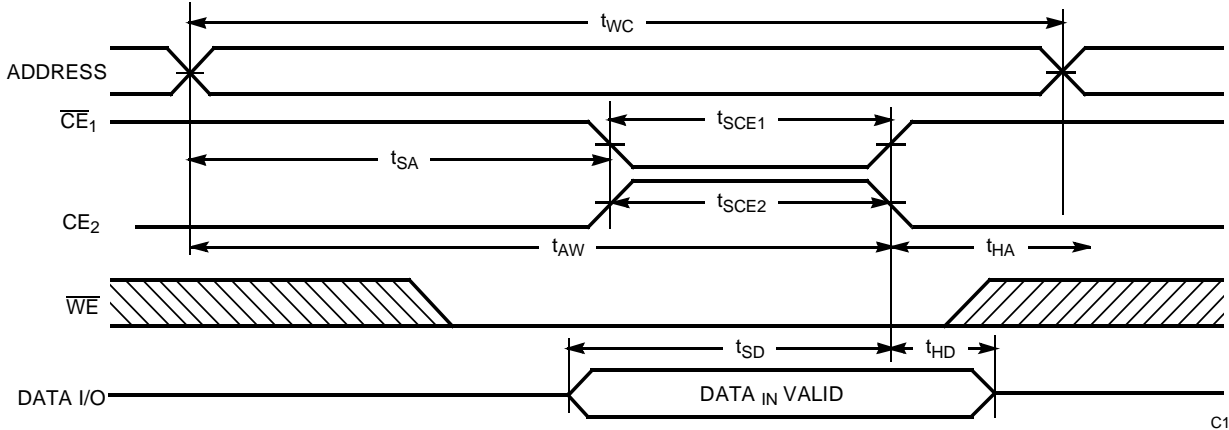 tWC
ADDRESS
CE1
tSCE1
tSA
CE2
tSCE2
tAW
tHA
WE
tSD
tHD
DATA I/O
DATA IN VALID
C1